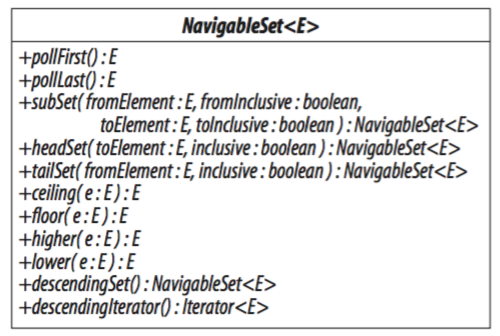 NavigableSet<E>
+pollFirst() : E
+pollLast() : E
+subSet( fromElement : E, fromInclusive : boolean,
toElement : E, toInclusive : boolean ) : NavigableSet<E>
+headSet( toElement : E, inclusive : boolean ) : NavigableSet<E>
+tailSet( fromElement : E, inclusive : boolean ) : NavigableSet<E>
+ceiling( e : E ) : E
+floor( e : E ) : E
+higher( e : E ) : E
+lower( e : E ) : E
+descendingSet() : NavigableSet<E>
+descendingIterator() : Iterator<E>